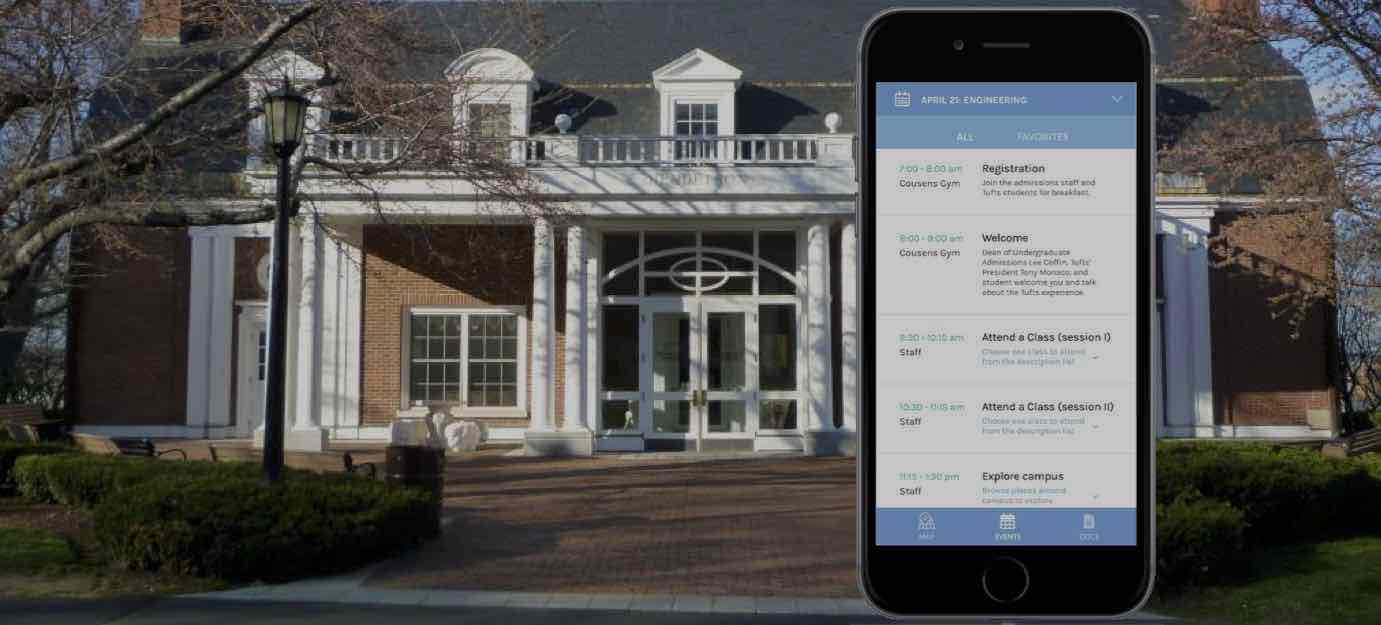 APRIL 21: ENGINEERING
ALL FAVORITES
7:00 - 8:00 am Registration
Cousens Gym Join the admissions staff and
Tufts students for breakfast.
8:00 - 9:00 am Welcome
Cousens Gym Dean of Undergraduate
Admissions Lee Coffin, Tufts'
President Tony Monaco, and
student welcome you and talk
about the Tufts experience.
9:30 - 10:15 am Attend a Class (session I)
Staff Choose one class to attend
from the description list
10:30 - 11:15 am Attend a Class (session II)
Staff Choose one class to attend
from the description list
11:15 - 1:30 pm Explore campus
Staff Browse places around
campus to explore
MAP EVENTS DOCS